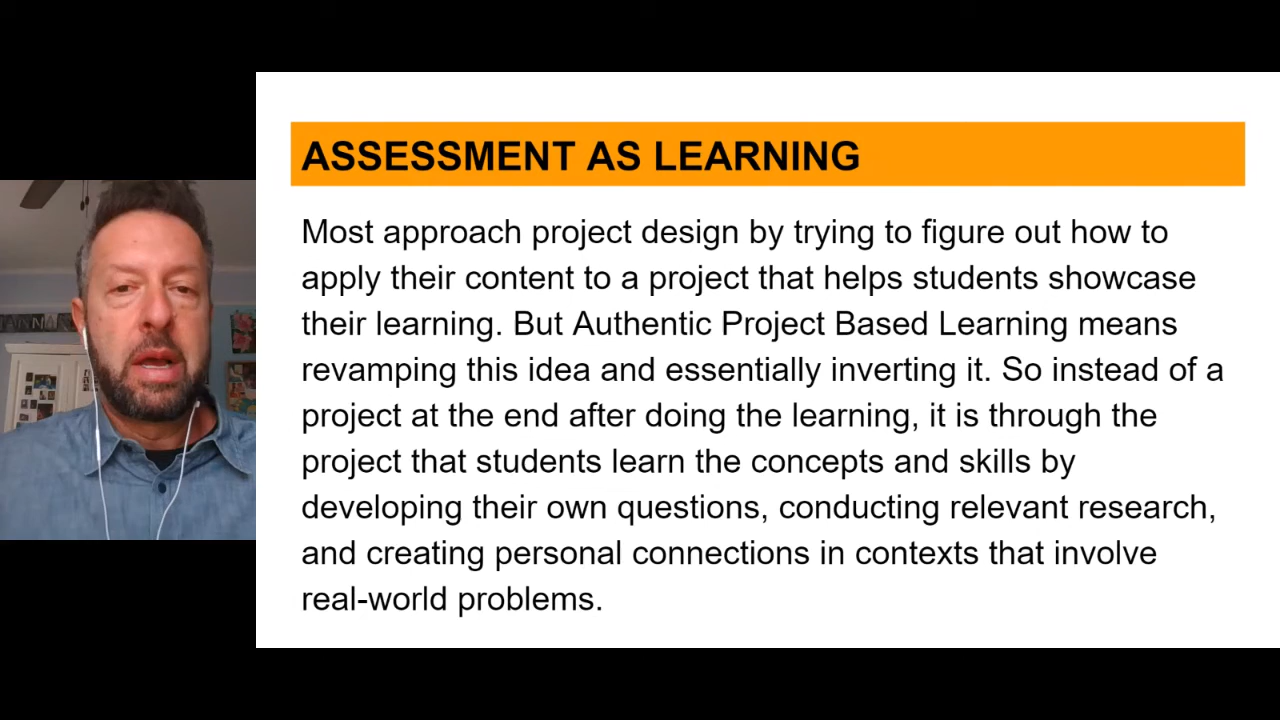 ASSESSMENT AS LEARNING
Most approach project design by trying to figure out how to
apply their content to a project that helps students showcase
their learning. But Authentic Project Based Learning means
revamping this idea and essentially inverting it. So instead of a
project at the end after doing the learning, it is through the
project that students learn the concepts and skills by
developing their own questions, conducting relevant research,
and creating personal connections in contexts that involve
real-world problems.